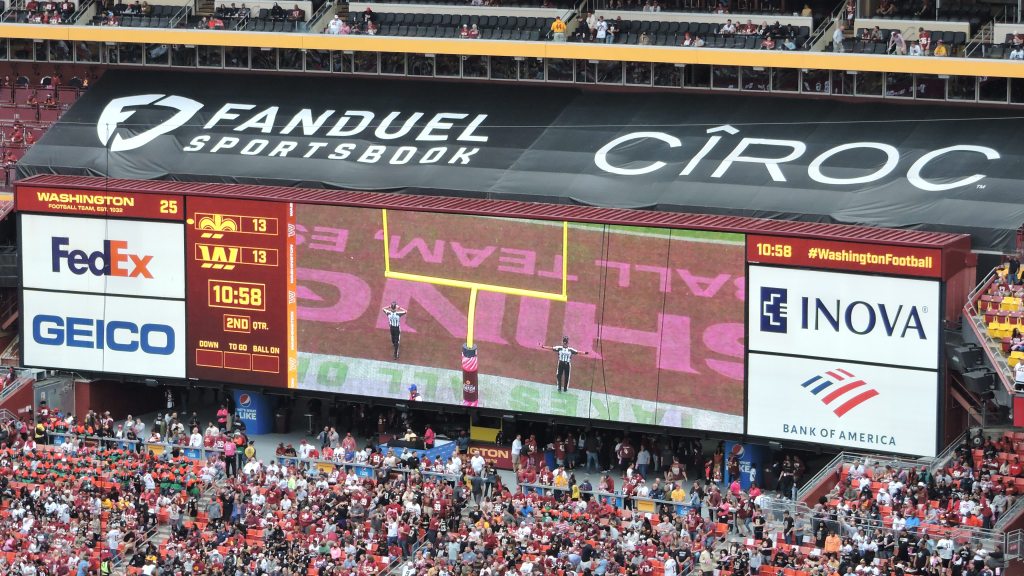 FANDUEL
SPORTSBOOK
CÎROC™
WASHINGTON
FOOTBALL TEAM, EST. 1932
25
13
W 13
10:58
2ND QTR.
DOWN TO GO BALL ON
FedEx
GEICO
10:58 #WashingtonFootball
INOVA
BANK OF AMERICA